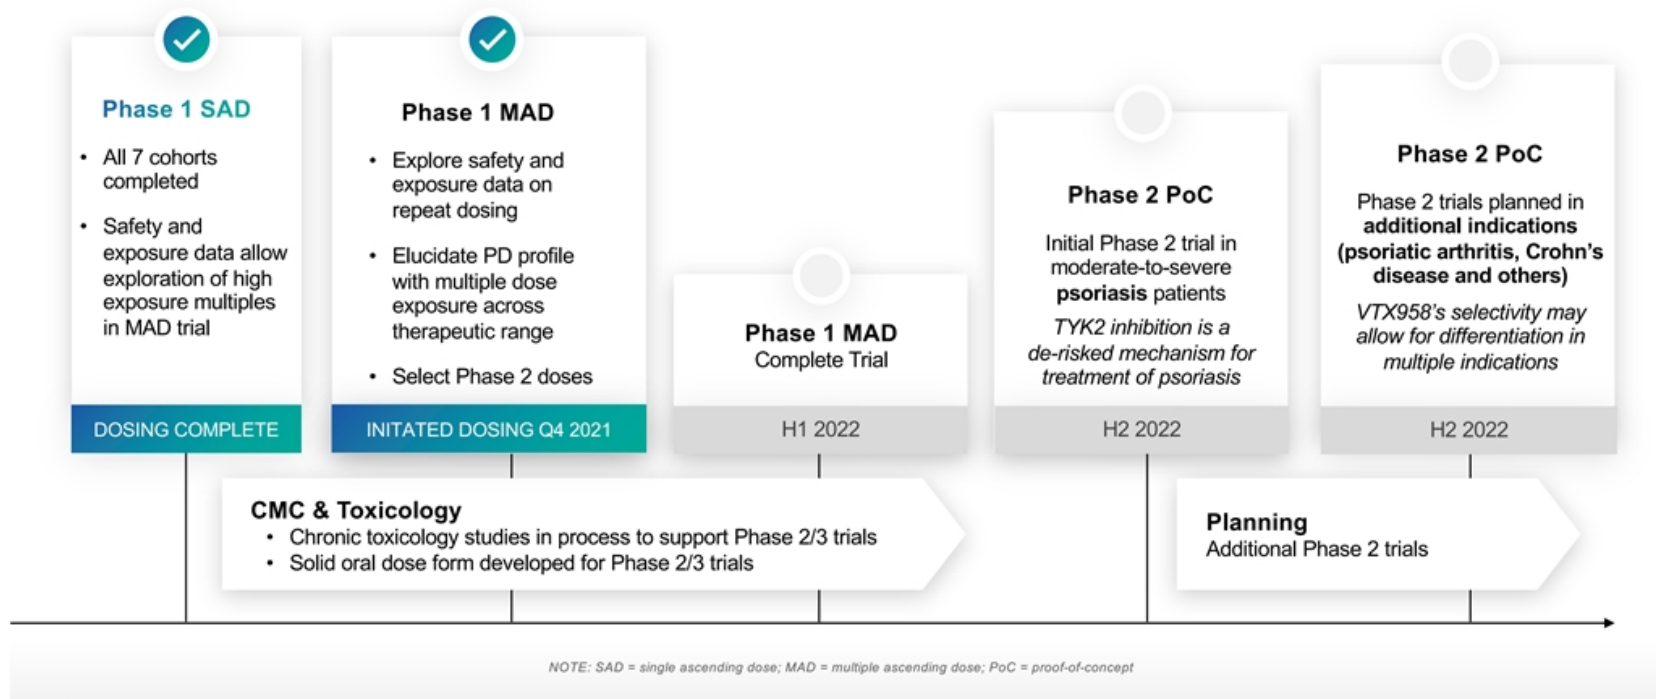 Phase 1 SAD
• All 7 cohorts
completed
• Safety and
exposure data allow
exploration of high
exposure multiples
in MAD trial
DOSING COMPLETE
Phase 1 MAD
• Explore safety and
exposure data on
repeat dosing
• Elucidate PD profile
with multiple dose
exposure across
therapeutic range
• Select Phase 2 doses
INITATED DOSING Q4 2021
Phase 1 MAD
Complete Trial
H1 2022
Phase 2 PoC
Initial Phase 2 trial in
moderate-to-severe
psoriasis patients
TYK2 inhibition is a
de-risked mechanism for
treatment of psoriasis
H2 2022
Phase 2 PoC
Phase 2 trials planned in
additional indications
(psoriatic arthritis, Crohn's
disease and others)
VTX958's selectivity may
allow for differentiation in
multiple indications
H2 2022
CMC & Toxicology
• Chronic toxicology studies in process to support Phase 2/3 trials
• Solid oral dose form developed for Phase 2/3 trials
Planning
Additional Phase 2 trials
NOTE: SAD = single ascending dose; MAD = multiple ascending dose; PoC = proof-of-concept